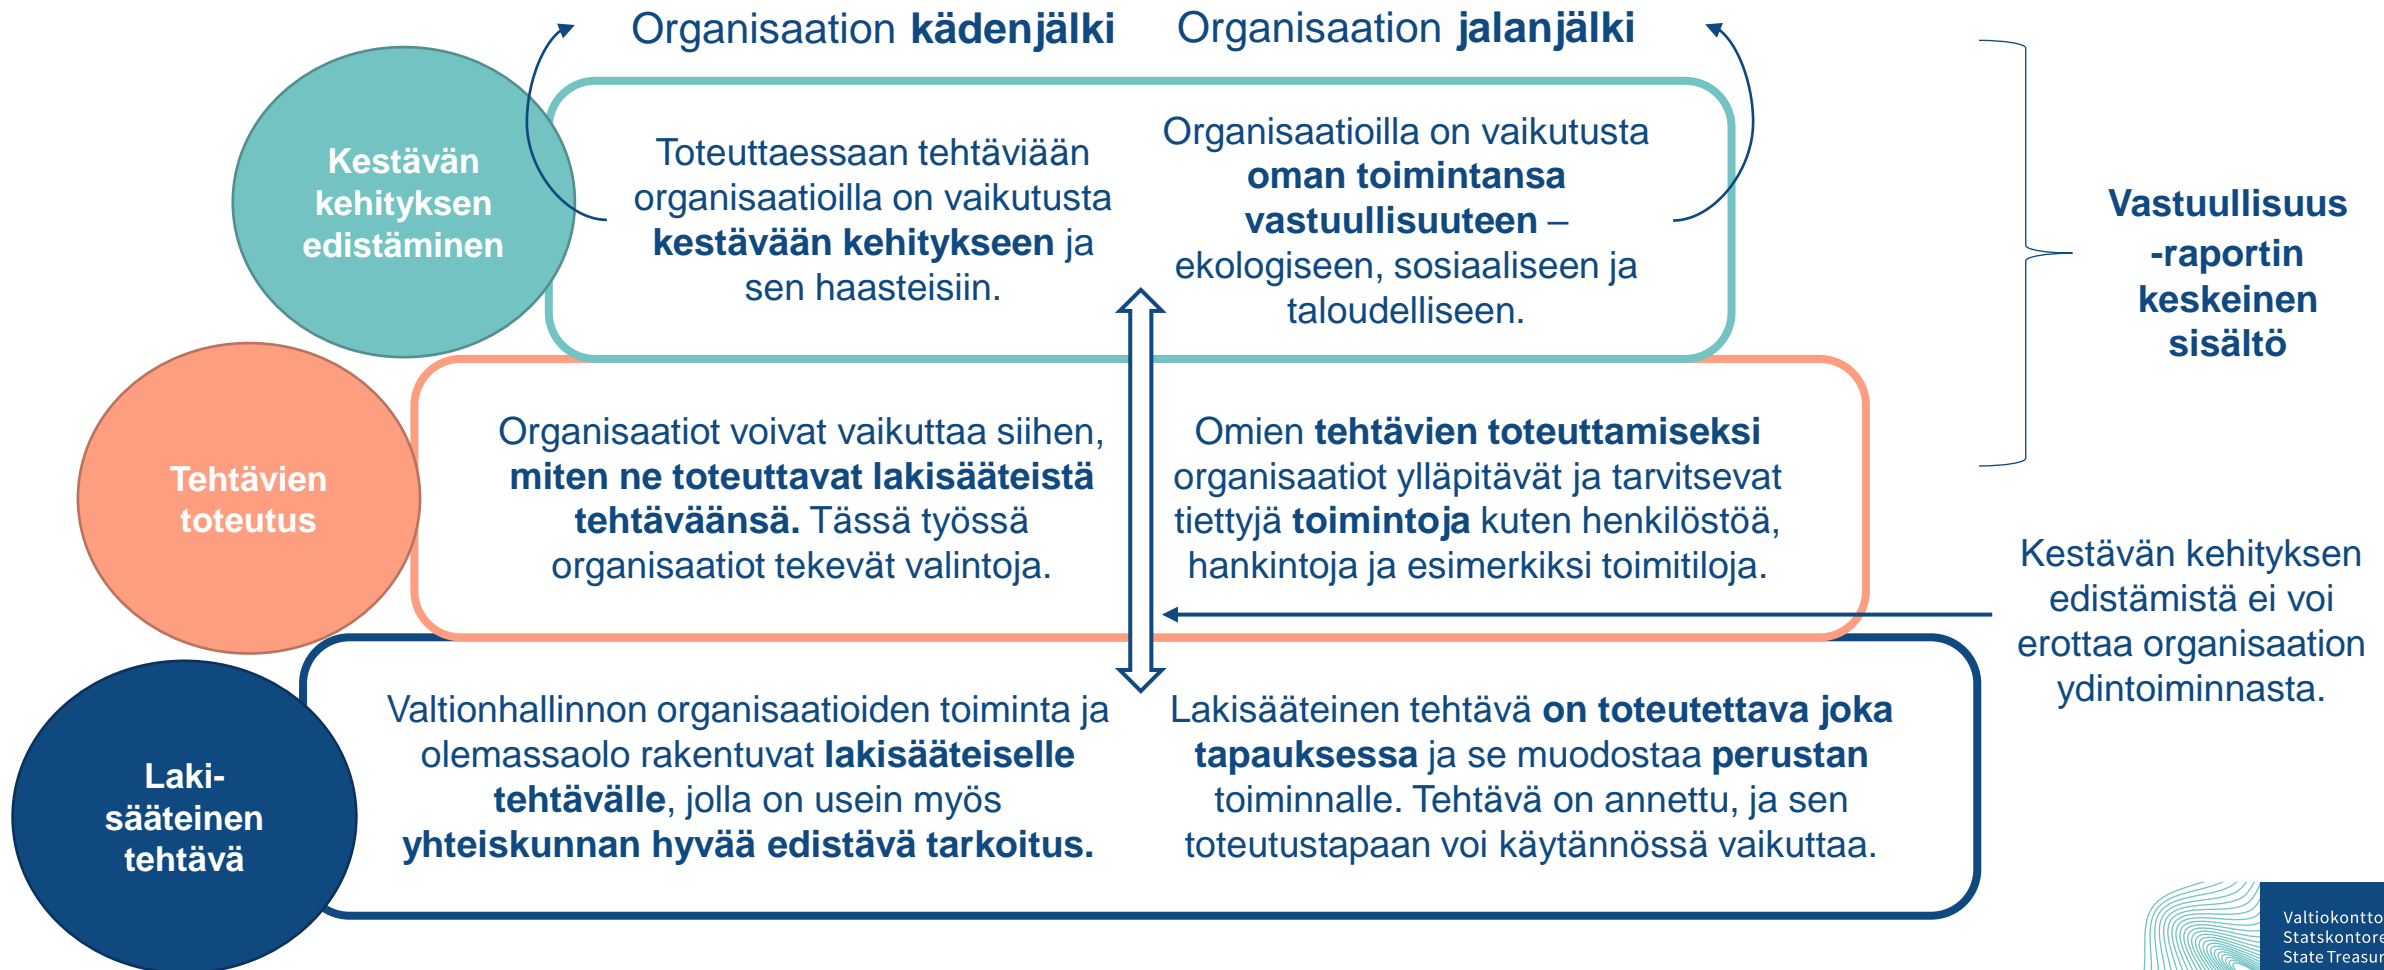 Organisaation kädenjälki
Organisaation jalanjälki
Kestävän
kehityksen
edistäminen
Toteuttaessaan tehtäviään
organisaatioilla on vaikutusta
kestävään kehitykseen ja
sen haasteisiin.
Organisaatioilla on vaikutusta
oman toimintansa
vastuullisuuteen –
ekologiseen, sosiaaliseen ja
taloudelliseen.
Vastuullisuus
-raportin
keskeinen
sisältö
Tehtävien
toteutus
Organisaatiot voivat vaikuttaa siihen,
miten ne toteuttavat lakisääteistä
tehtäväänsä. Tässä työssä
organisaatiot tekevät valintoja.
Omien tehtävien toteuttamiseksi
organisaatiot ylläpitävät ja tarvitsevat
tiettyjä toimintoja kuten henkilöstöä,
hankintoja ja esimerkiksi toimitiloja.
Kestävän kehityksen
edistämistä ei voi
erottaa organisaation
ydintoiminnasta.
Laki-
sääteinen
tehtävä
Valtionhallinnon organisaatioiden toiminta ja
olemassaolo rakentuvat lakisääteiselle
tehtävälle, jolla on usein myös
yhteiskunnan hyvää edistävä tarkoitus.
Lakisääteinen tehtävä on toteutettava joka
tapauksessa ja se muodostaa perustan
toiminnalle. Tehtävä on annettu, ja sen
toteutustapaan voi käytännössä vaikuttaa.
Valtiokontto
Statskontore
State Treasur